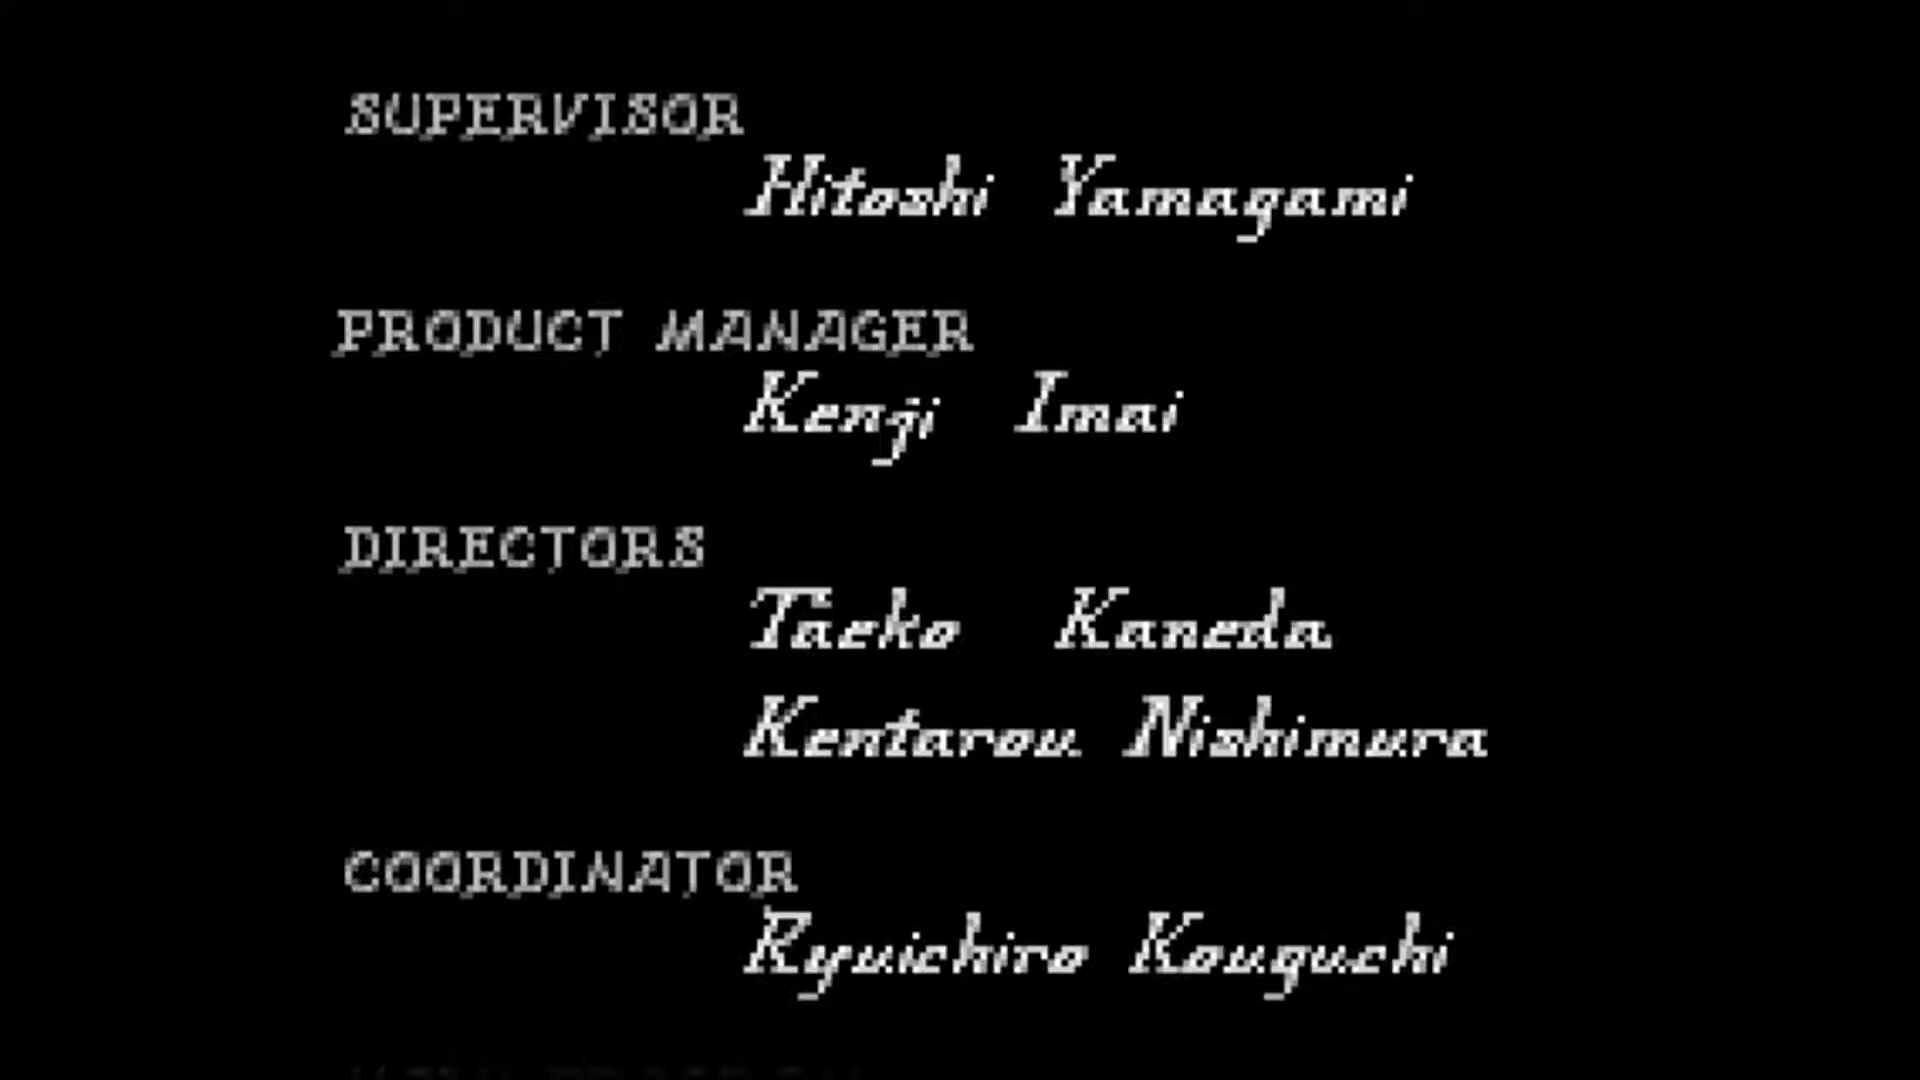 SUPERVISOR
Hitoshi Yamagami
PRODUCT MANAGER
Kenji Imai
DIRECTORS
Taeko Kaneda
Kentarou Nishimura
COORDINATOR
Ryuichiro Kouguchi